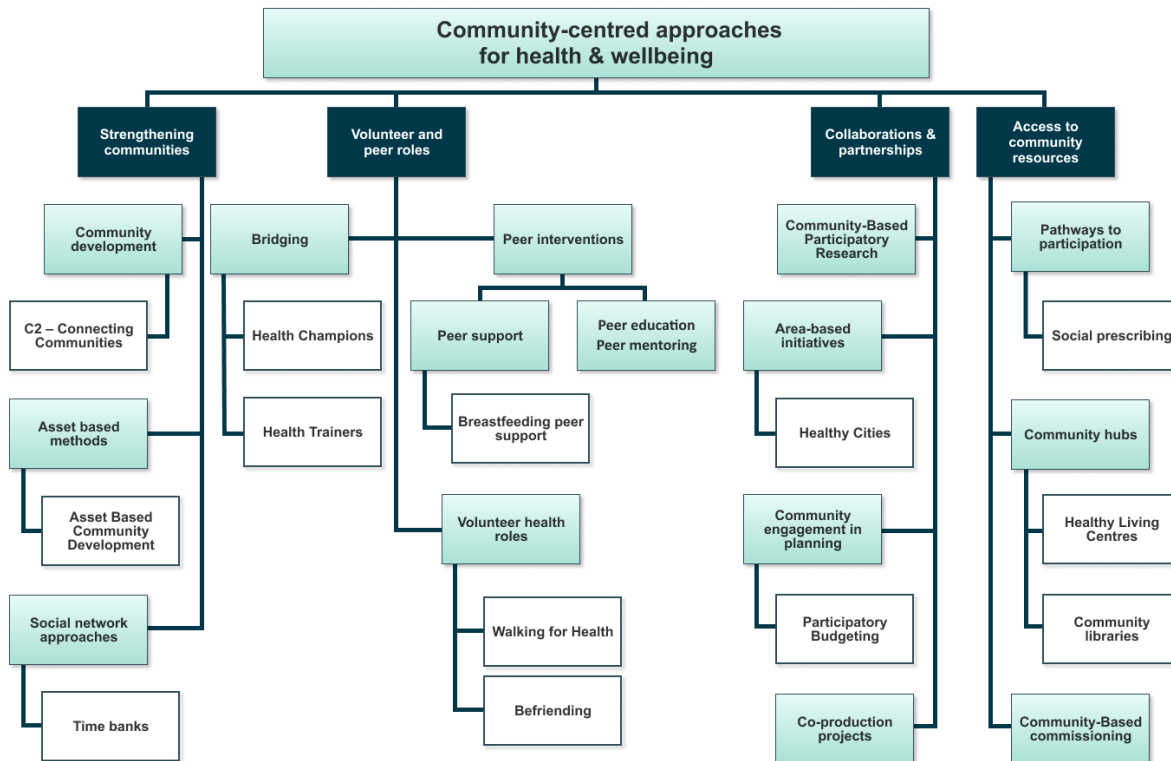 Community-centred approaches
for health & wellbeing
Strengthening
communities
Volunteer and
peer roles
Collaborations &
partnerships
Access to
community
resources
Community
development
C2 – Connecting
Communities
Asset based
methods
Asset Based
Community
Development
Social network
approaches
Time banks
Bridging
Health Champions
Health Trainers
Peer interventions
Peer support
Peer education
Peer mentoring
Breastfeeding peer
support
Volunteer health
roles
Walking for Health
Befriending
Community-Based
Participatory
Research
Area-based
initiatives
Healthy Cities
Community
engagement in
planning
Participatory
Budgeting
Co-production
projects
Pathways to
participation
Social prescribing
Community hubs
Healthy Living
Centres
Community
libraries
Community-Based
commissioning